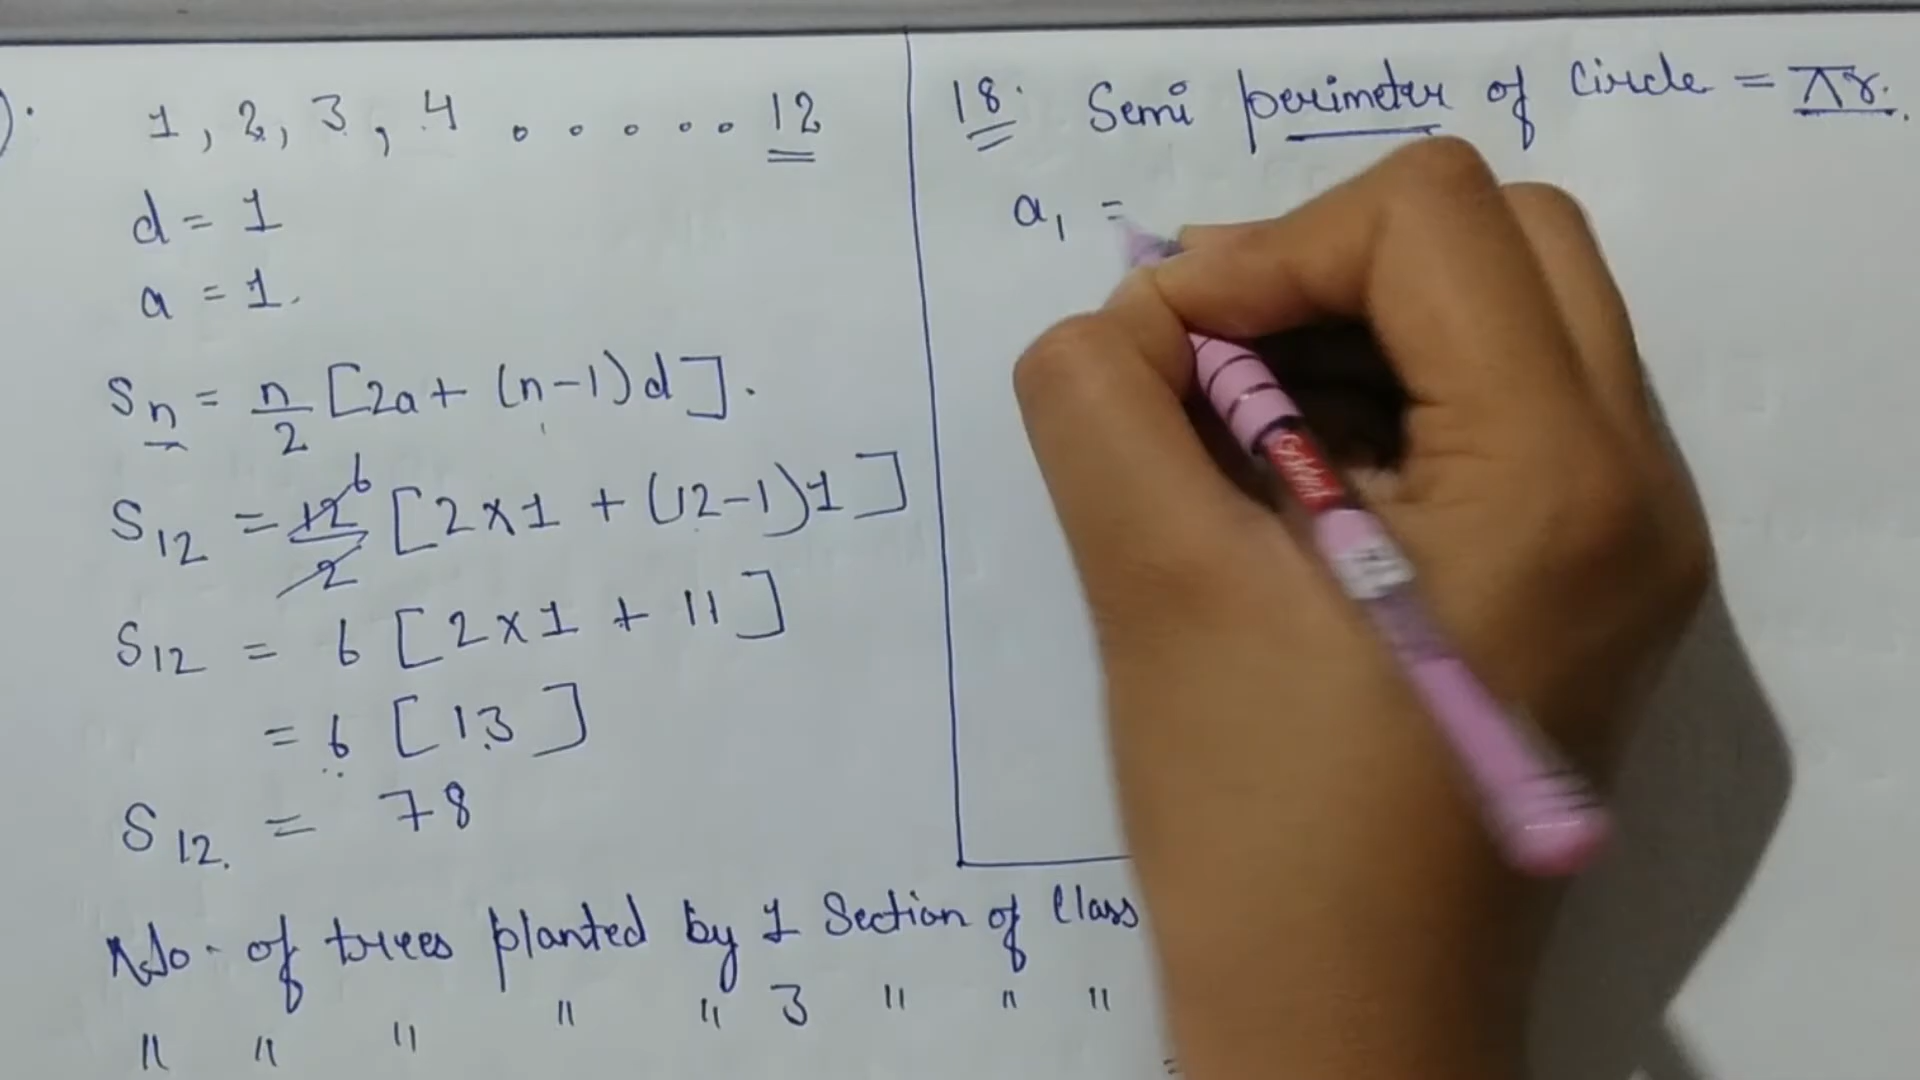 1, 2, 3, 4 . . . . . . 12
d = 1
a = 1.
Sn = n/2 [2a + (n-1)d].
S12 = 12/2 6 [2×1 + (12-1)1]
S12 = 6 [2×1 + 11]
= 6 [13]
S12. = 78
No. of trees planted by 1 Section of Class
" " " " " 3 " " "
=
18. Semi perimeter of Circle = πr.
a1 =